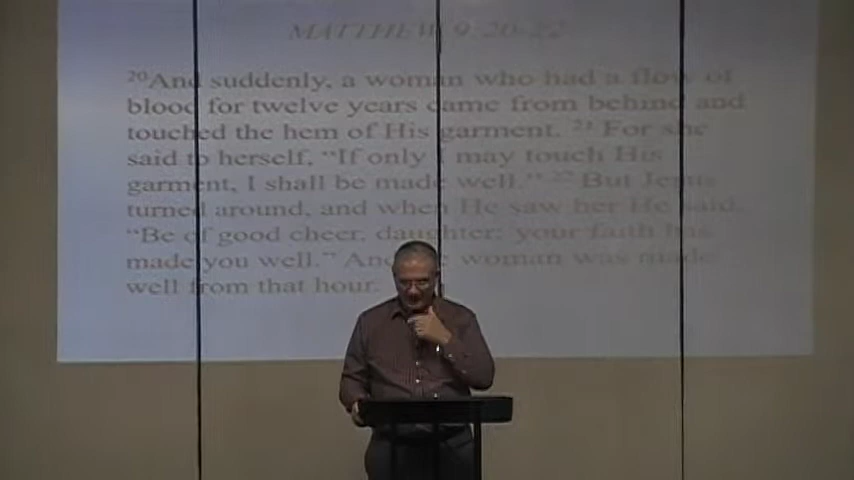 MATTHEW 9:20-22
20And suddenly, a woman who had a flow of
blood for twelve years came from behind and
touched the hem of His garment. 21 For she
said to herself, "If only I may touch His
garment, I shall be made well." 22 But Jesus
turned around, and when He saw her He said,
"Be of good cheer, daughter; your faith has
made you well." And woman was made
well from that hour.